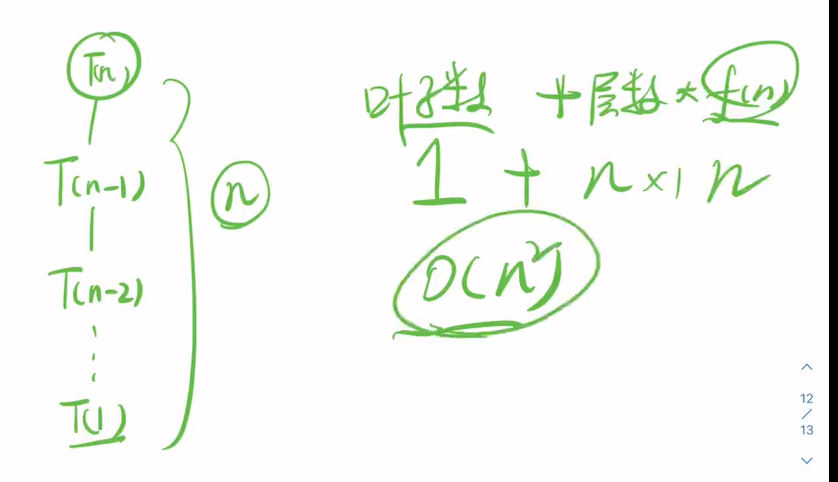 T(n)
T(n-1)
T(n-2)
⋮
T(1)
n
叶子数 + 层数 * f(n)
1 + n × 1 n
O(n²)
12
/
13